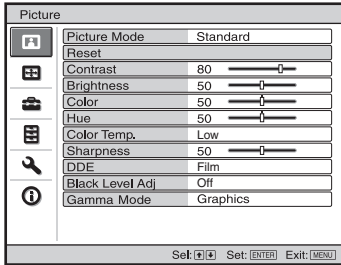 Picture
Picture Mode Standard
Reset
Contrast 80
Brightness 50
Color 50
Hue 50
Color Temp. Low
Sharpness 50
DDE Film
Black Level Adj Off
Gamma Mode Graphics
Sel: Set: ENTER Exit: MENU